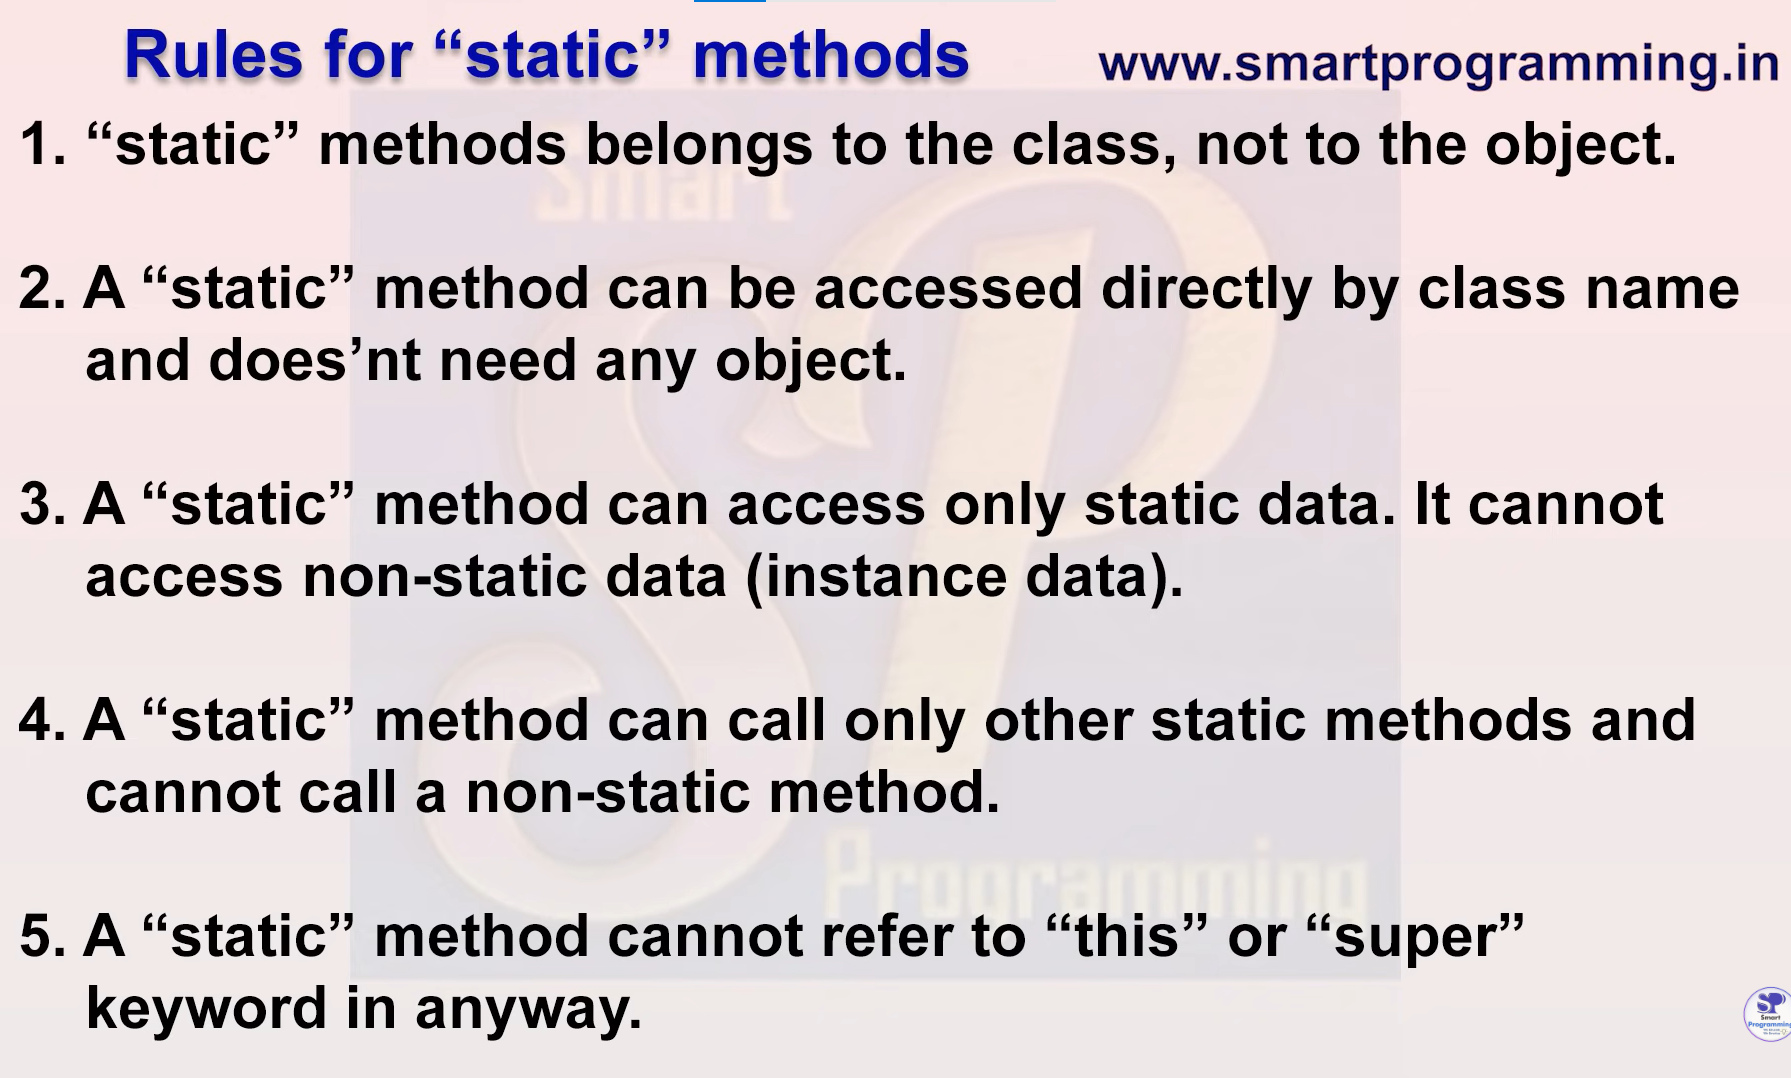 Rules for “static” methods
www.smartprogramming.in
1. “static” methods belongs to the class, not to the object.
2. A “static” method can be accessed directly by class name
and does’nt need any object.
3. A “static” method can access only static data. It cannot
access non-static data (instance data).
4. A “static” method can call only other static methods and
cannot call a non-static method.
5. A “static” method cannot refer to “this” or “super”
keyword in anyway.
Smart
SP
Programming
SP
Smart
Programming